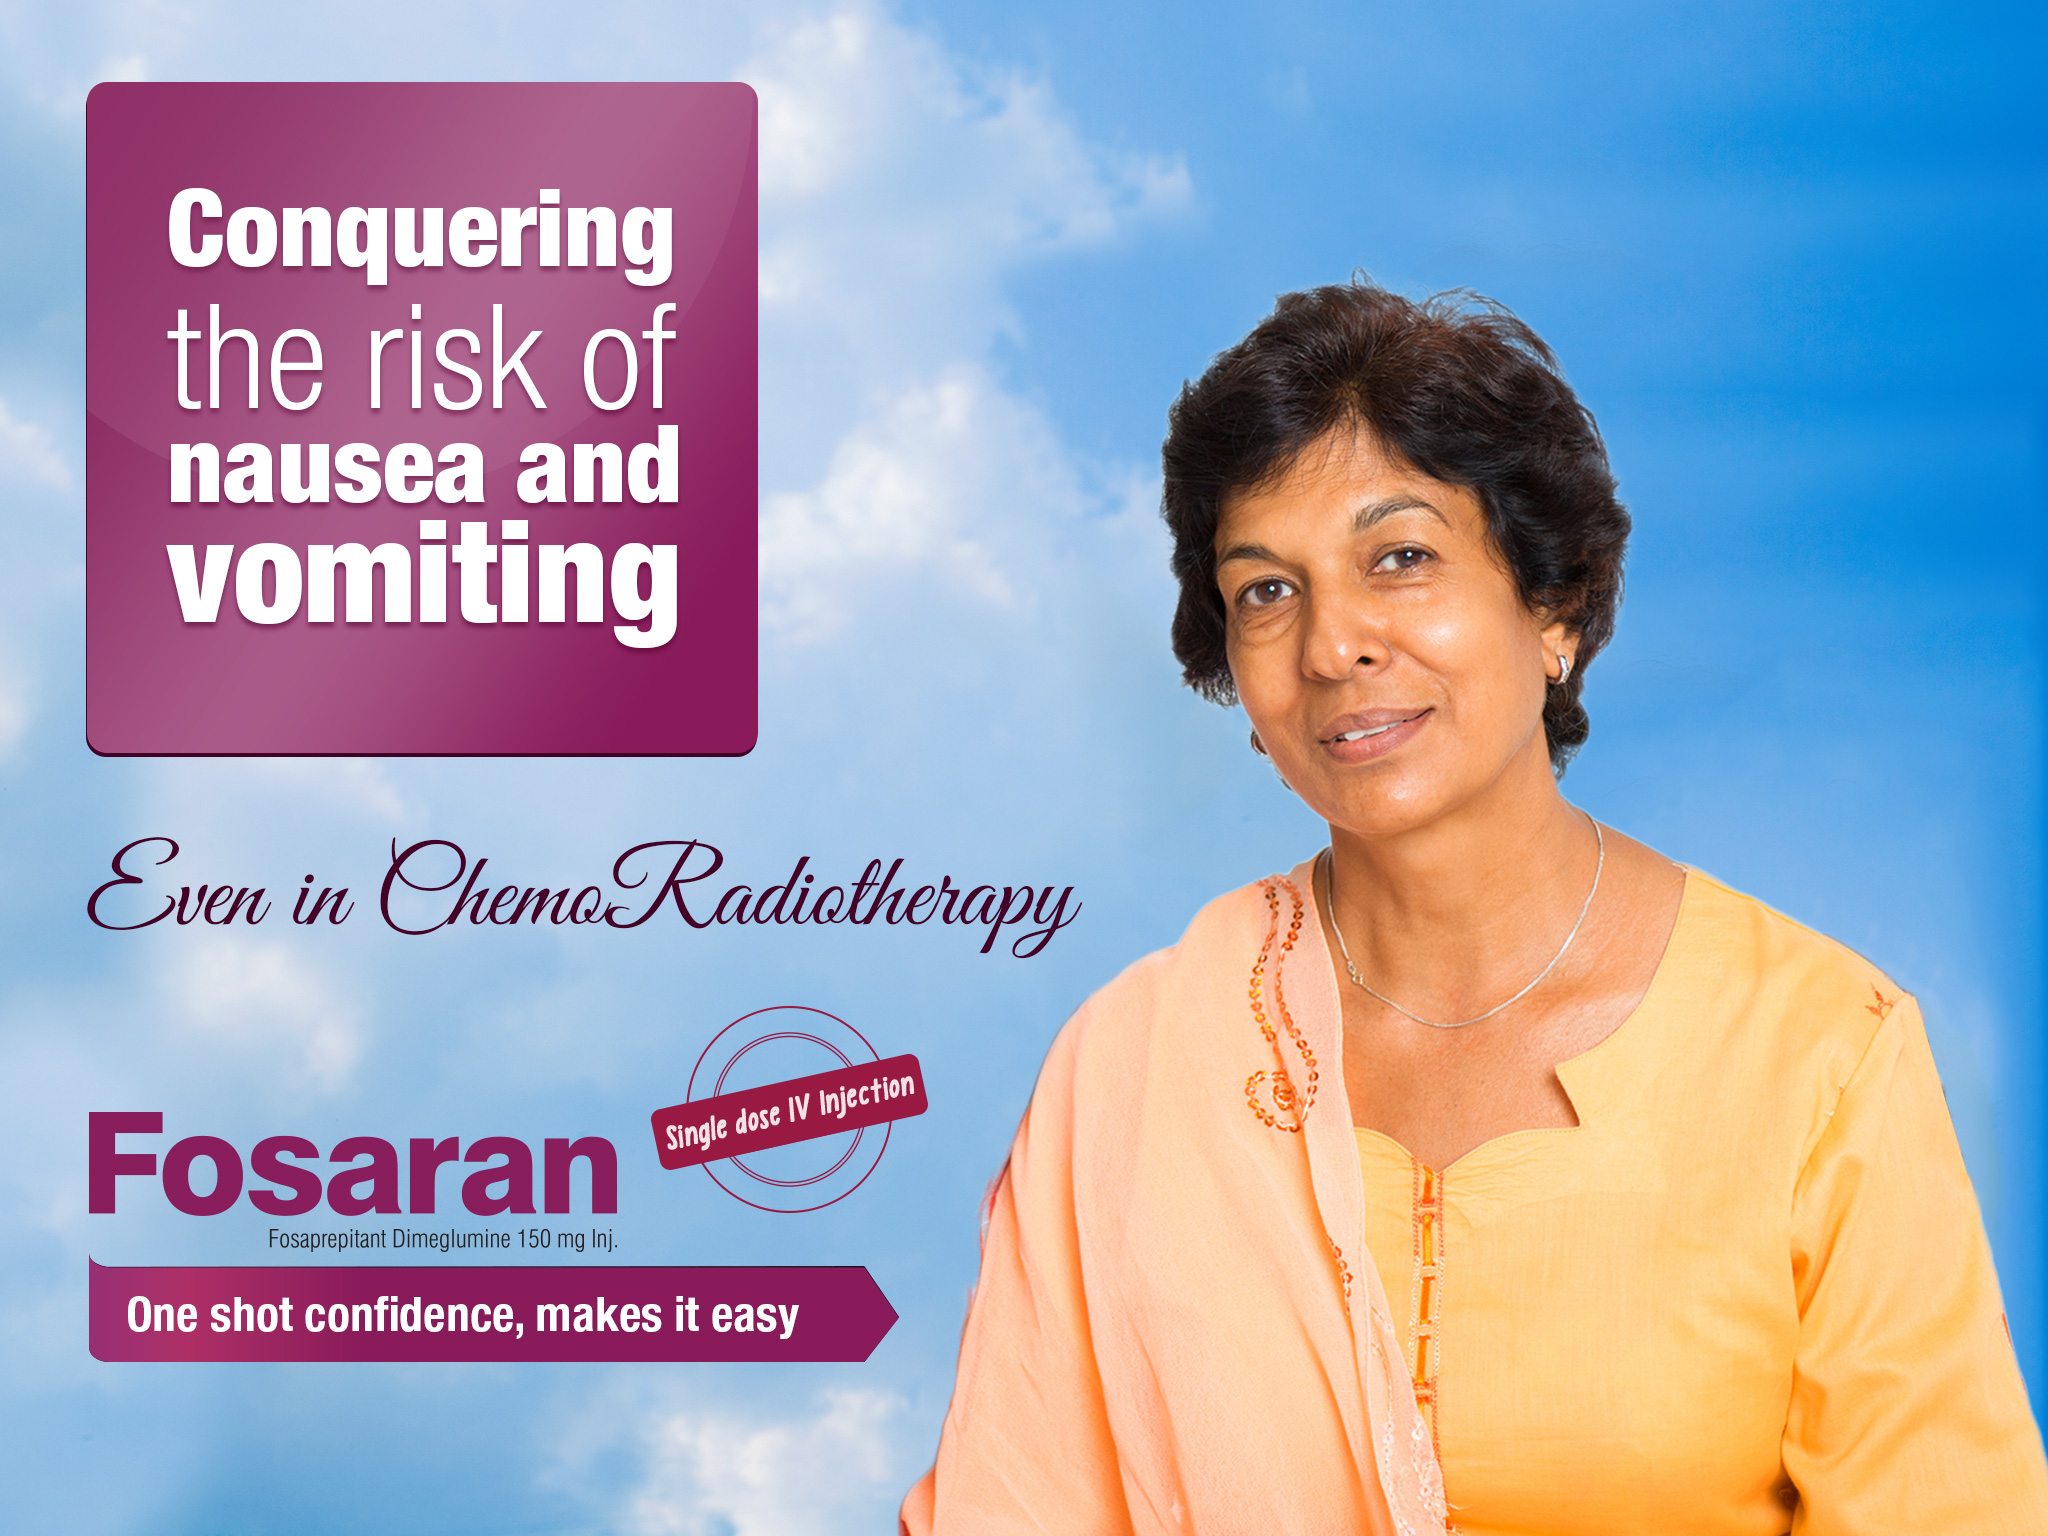 Conquering
the risk of
nausea and
vomiting
Even in ChemoRadiotherapy
Single dose IV Injection
Fosaran
Fosaprepitant Dimeglumine 150 mg Inj.
One shot confidence, makes it easy